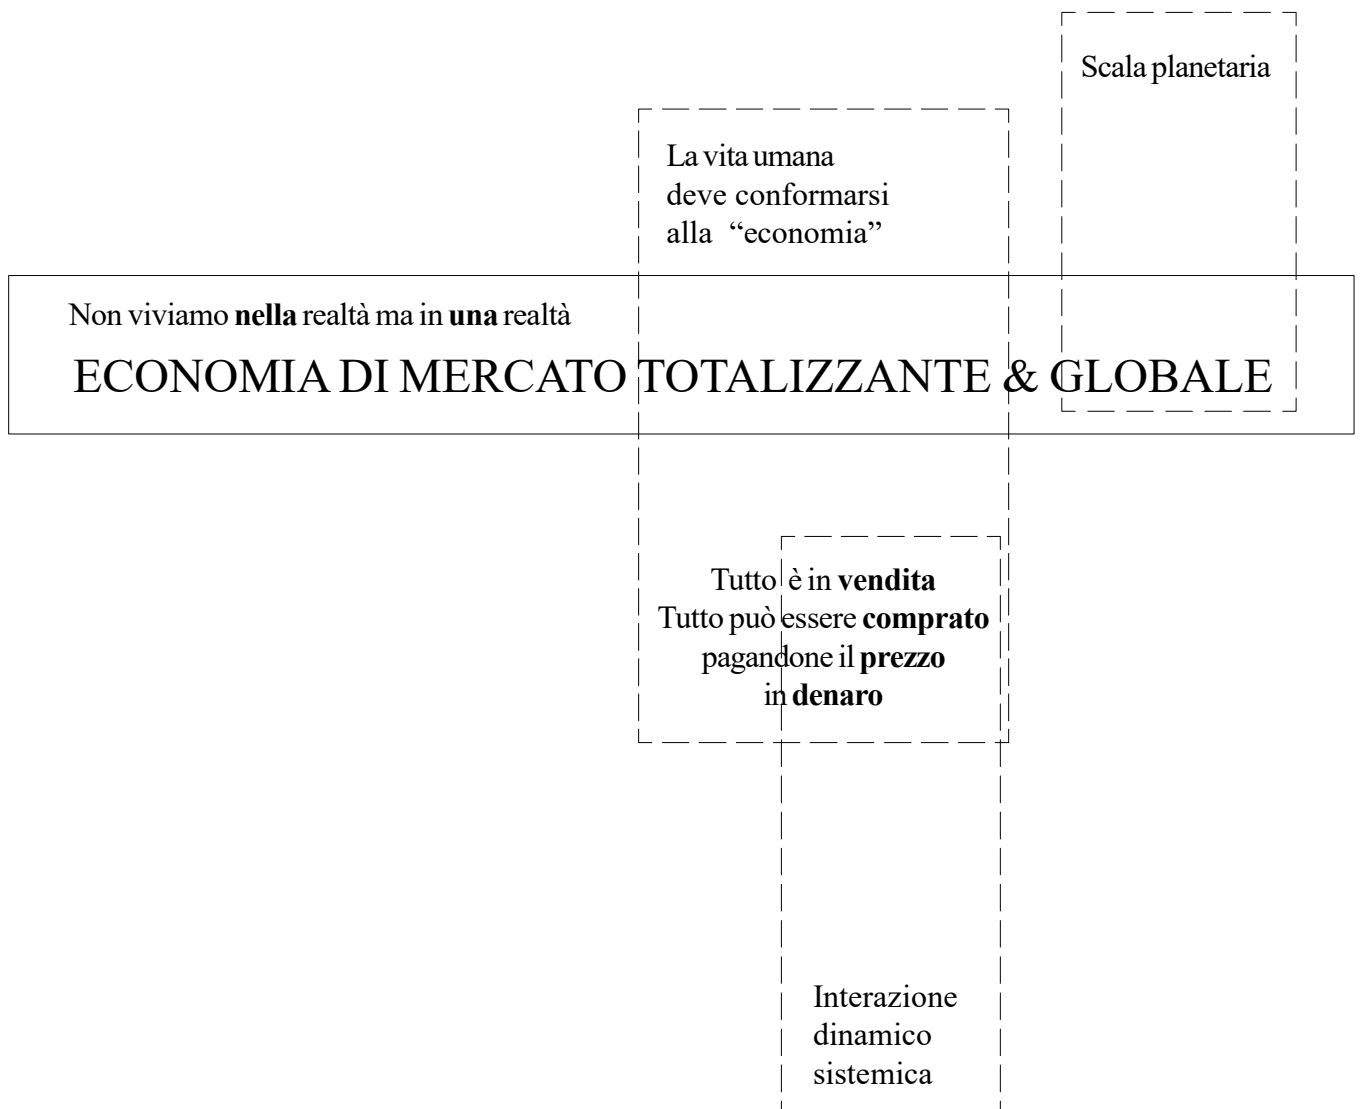 Scala planetaria
La vita umana
deve conformarsi
alla “economia”
Non viviamo nella realtà ma in una realtà
ECONOMIA DI MERCATO TOTALIZZANTE & GLOBALE
Tutto è in vendita
Tutto può essere comprato
pagandone il prezzo
in denaro
Interazione
dinamico
sistemica